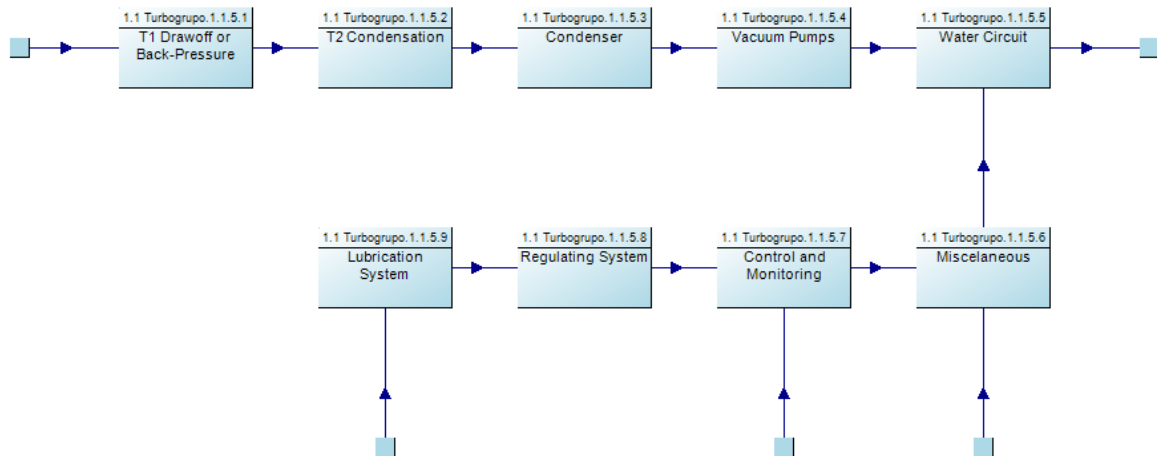 1.1 Turbogrupo.1.1.5.1
T1 Drawoff or
Back-Pressure
1.1 Turbogrupo.1.1.5.2
T2 Condensation
1.1 Turbogrupo.1.1.5.3
Condenser
1.1 Turbogrupo.1.1.5.4
Vacuum Pumps
1.1 Turbogrupo.1.1.5.5
Water Circuit
1.1 Turbogrupo.1.1.5.9
Lubrication
System
1.1 Turbogrupo.1.1.5.8
Regulating System
1.1 Turbogrupo.1.1.5.7
Control and
Monitoring
1.1 Turbogrupo.1.1.5.6
Miscelaneous